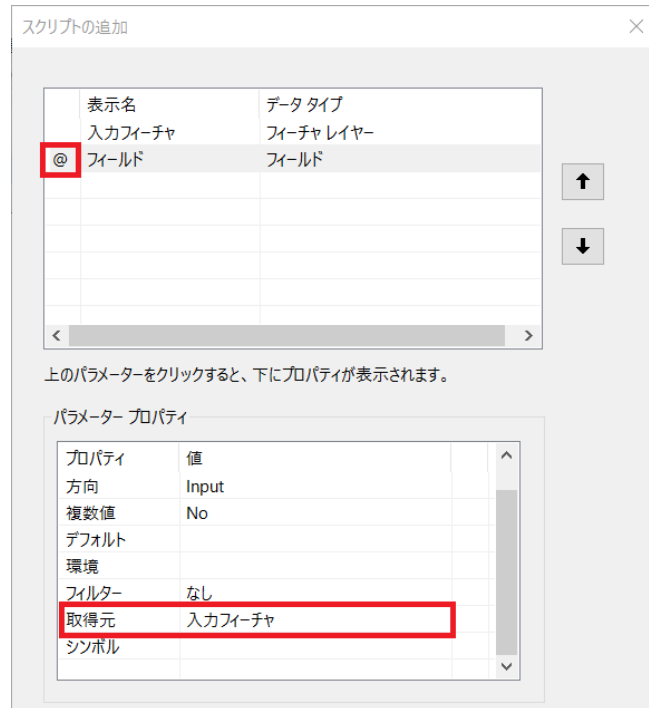 スクリプトの追加
表示名 データ タイプ
入力フィーチャ フィーチャ レイヤー
@ フィールド フィールド
上のパラメーターをクリックすると、下にプロパティが表示されます。
パラメーター プロパティ
プロパティ 値
方向 Input
複数値 No
デフォルト
環境
フィルター なし
取得元 入力フィーチャ
シンボル